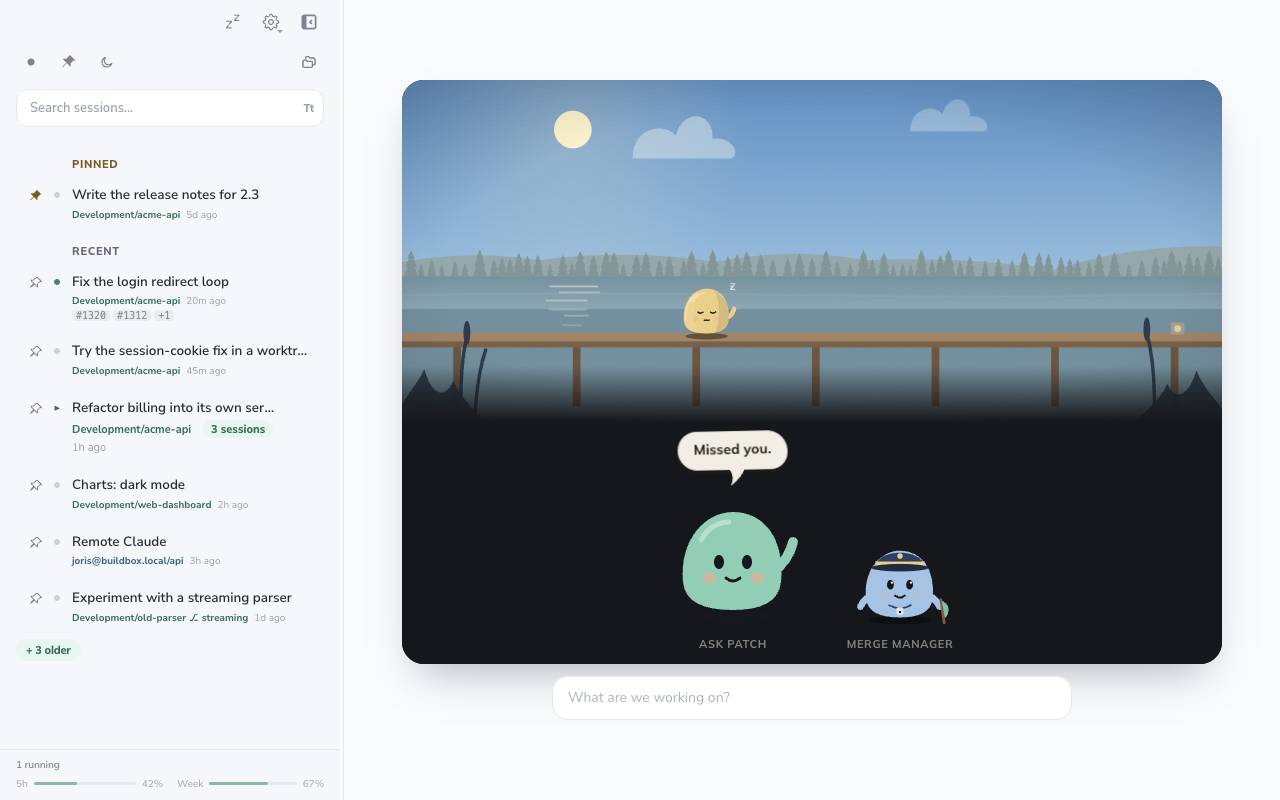 zZ
Search sessions...
Tt
PINNED
Write the release notes for 2.3
Development/acme-api 5d ago
RECENT
Fix the login redirect loop
Development/acme-api 20m ago
#1320 #1312 +1
Try the session-cookie fix in a worktr...
Development/acme-api 45m ago
Refactor billing into its own ser...
Development/acme-api 3 sessions
1h ago
Charts: dark mode
Development/web-dashboard 2h ago
Remote Claude
joris@buildbox.local/api 3h ago
Experiment with a streaming parser
Development/old-parser streaming 1d ago
+ 3 older
1 running
5h 42% Week 67%
z
Missed you.
ASK PATCH
MERGE MANAGER
What are we working on?